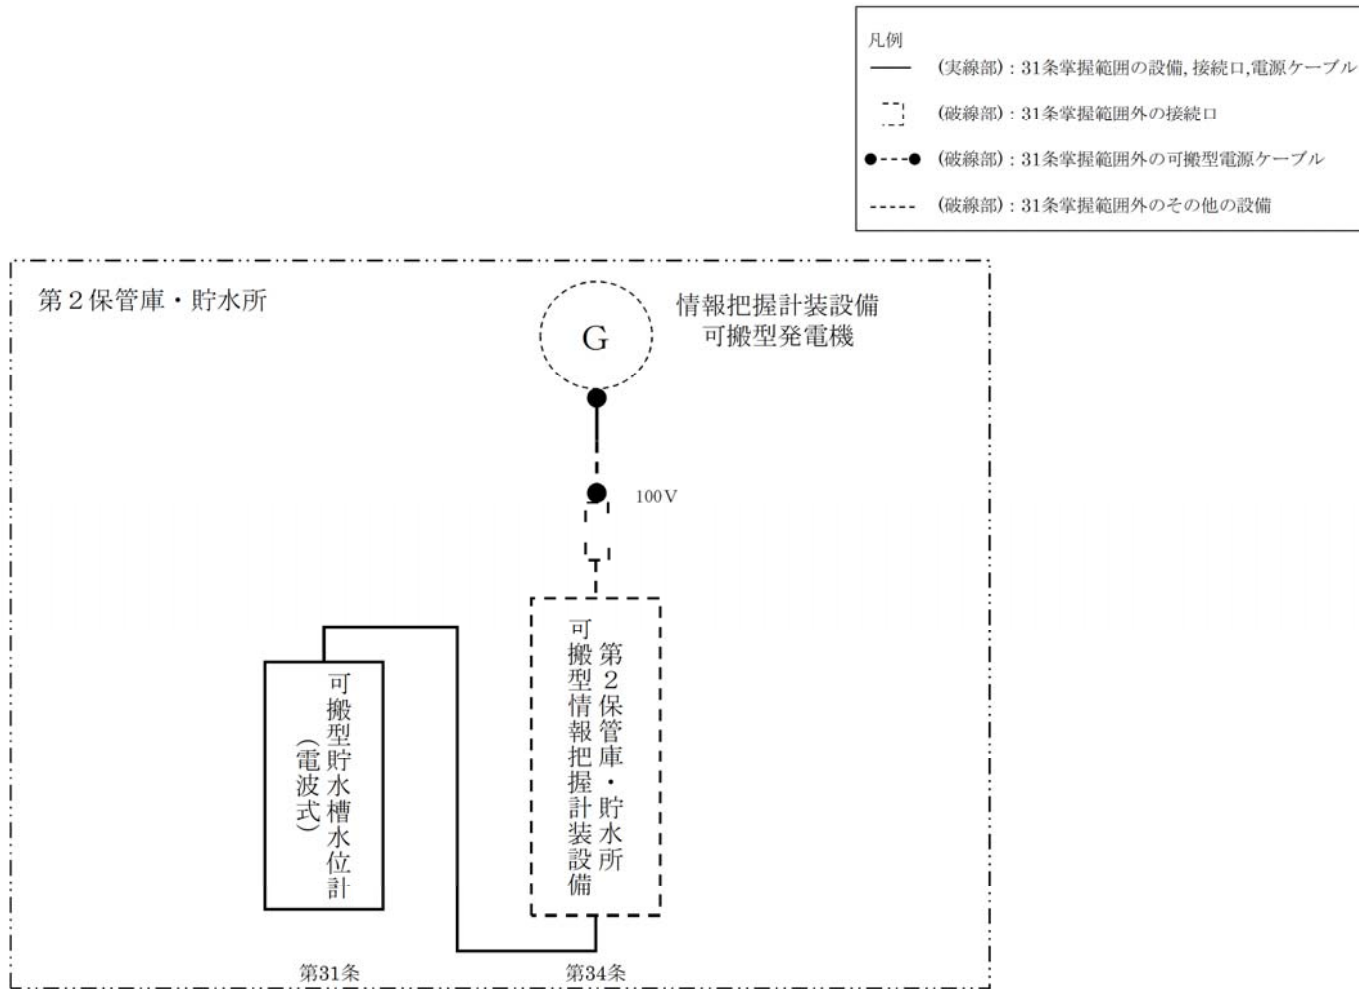 凡例
(実線部) : 31条掌握範囲の設備, 接続口,電源ケーブル
(破線部) : 31条掌握範囲外の接続口
(破線部) : 31条掌握範囲外の可搬型電源ケーブル
(破線部) : 31条掌握範囲外のその他の設備
第２保管庫・貯水所
G
情報把握計装設備
可搬型発電機
100V
第２保管庫・貯水所
可搬型情報把握計装設備
可搬型貯水槽水位計
(電波式)
第31条
第34条